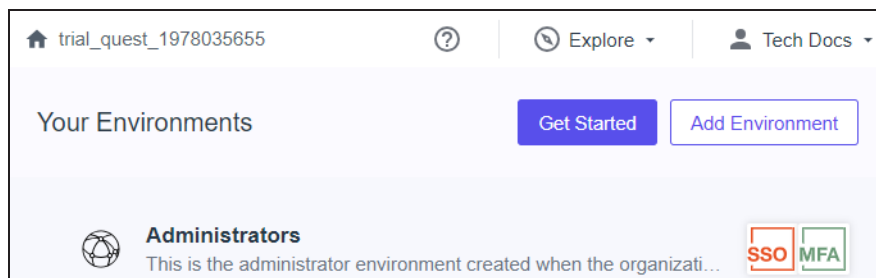 trial_quest_1978035655 Explore Tech Docs
Your Environments Get Started Add Environment
Administrators
This is the administrator environment created when the organizati...
SSO MFA